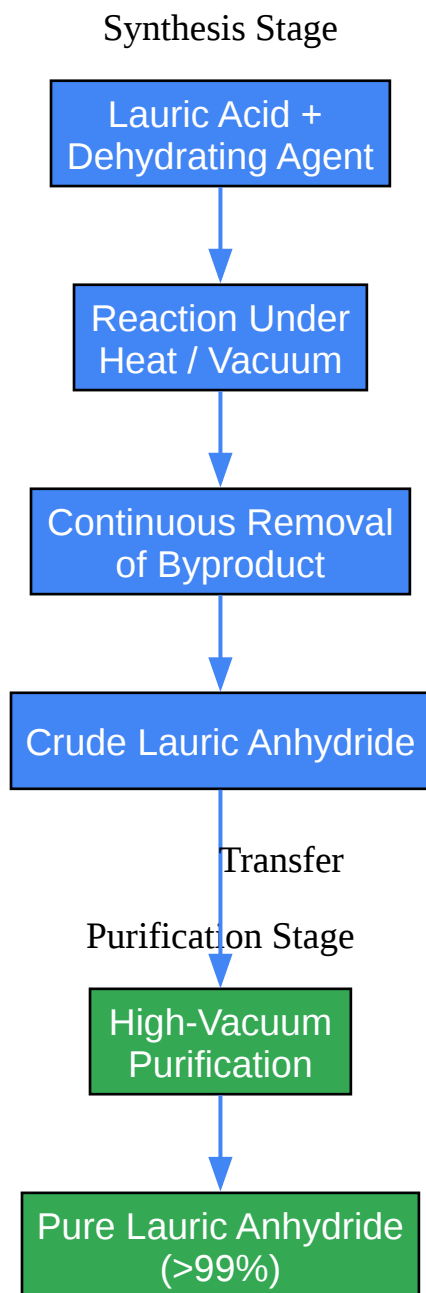 Synthesis Stage
Lauric Acid +
Dehydrating Agent
Reaction Under
Heat / Vacuum
Continuous Removal
of Byproduct
Crude Lauric Anhydride
Transfer
Purification Stage
High-Vacuum
Purification
Pure Lauric Anhydride
(>99%)